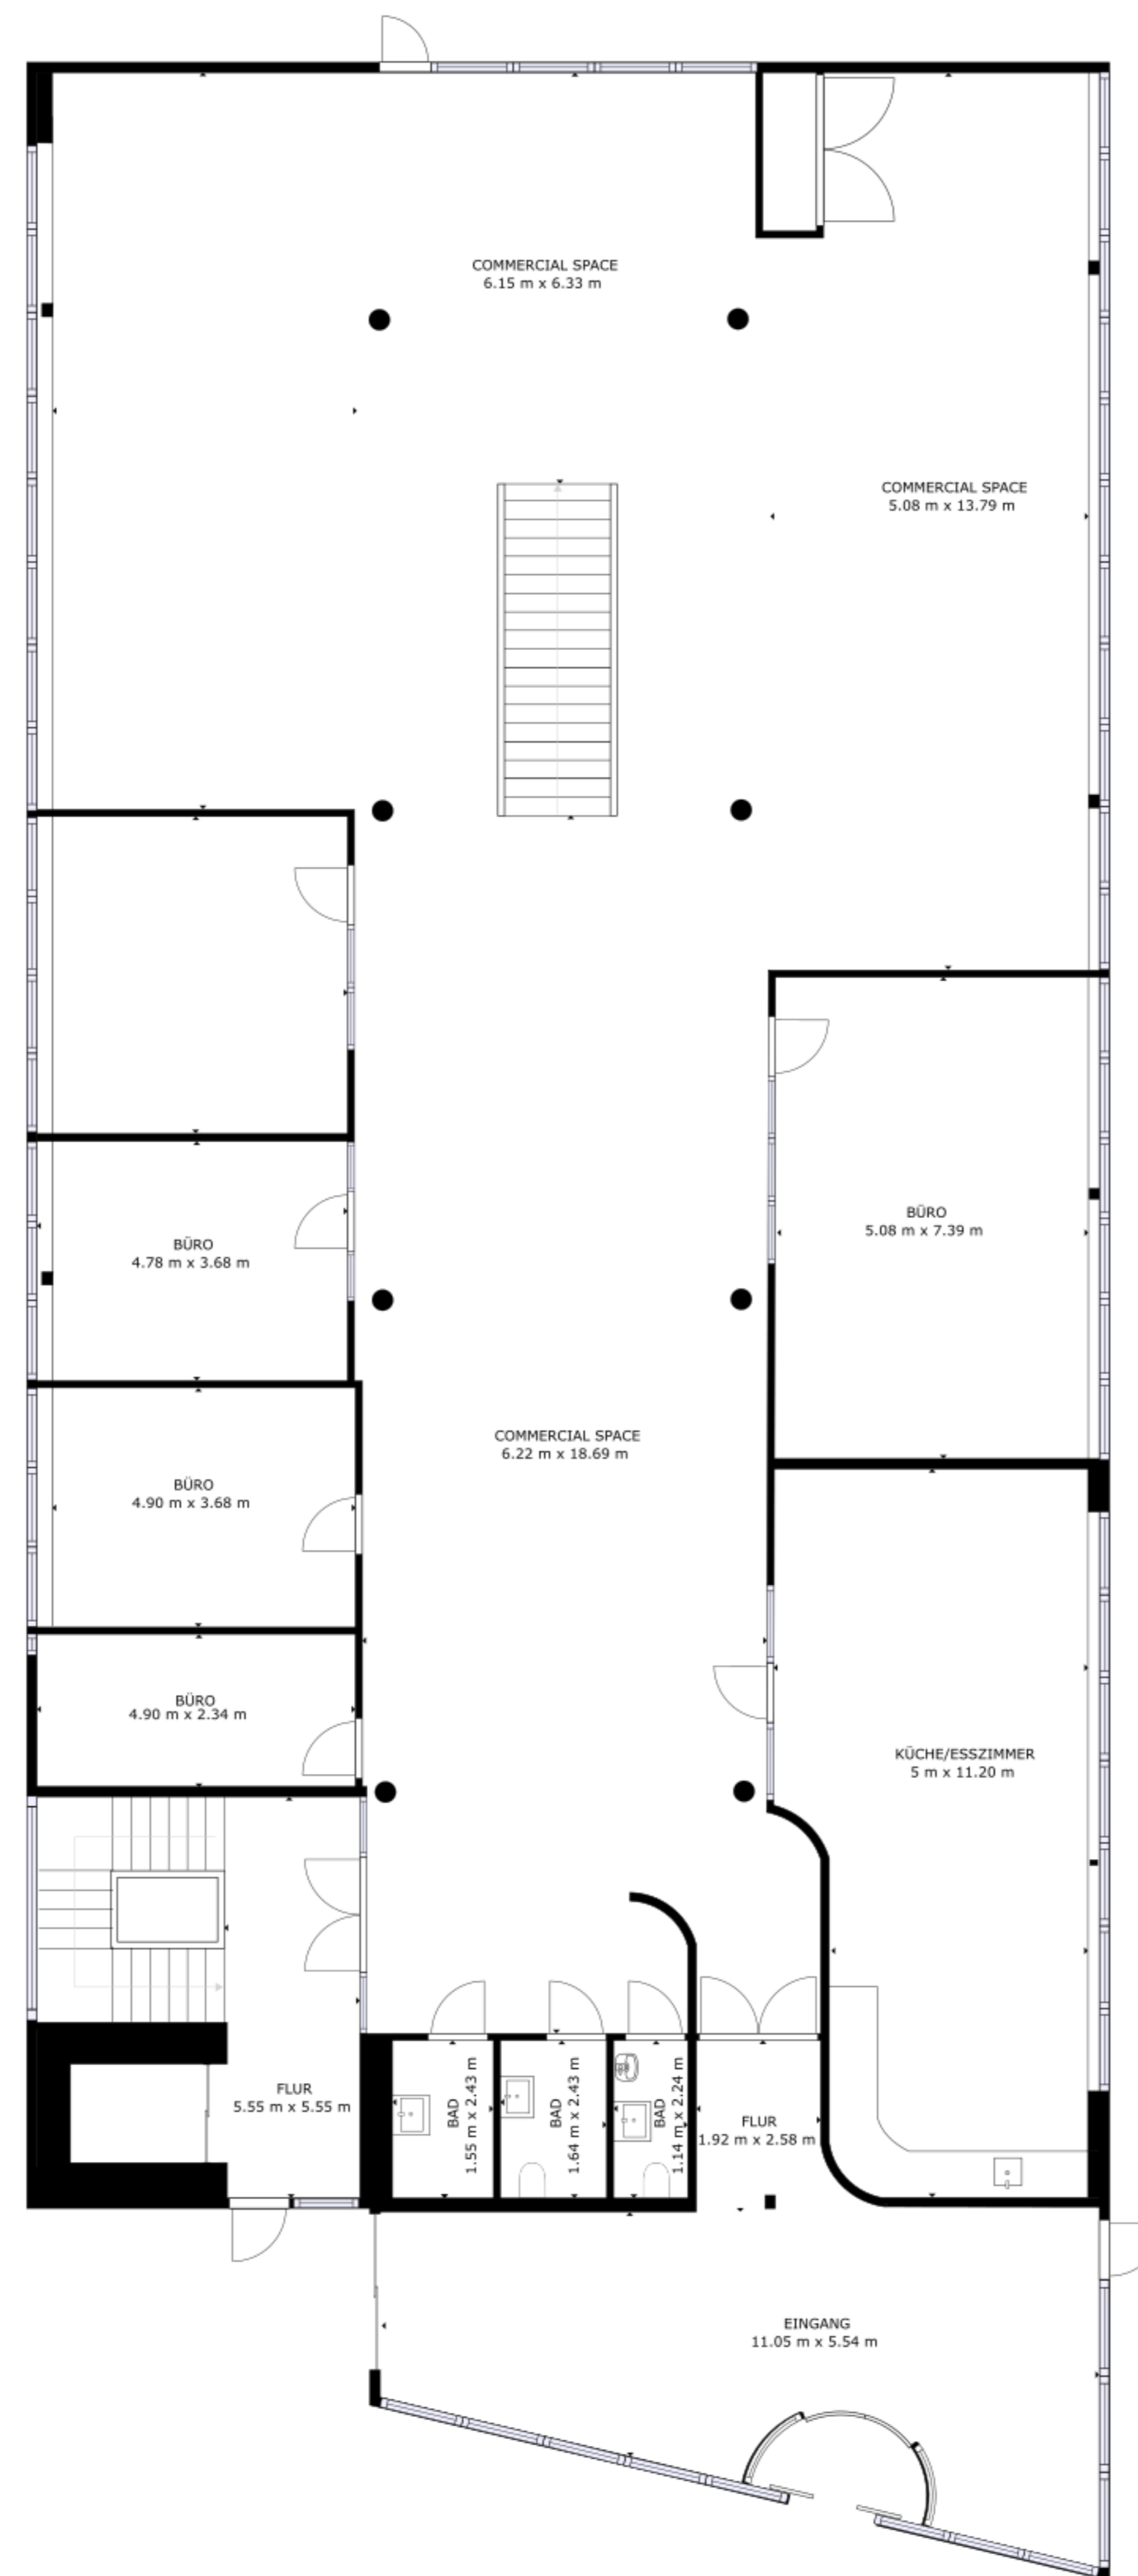 COMMERCIAL SPACE
6.15 m x 6.33 m
COMMERCIAL SPACE
5.08 m x 13.79 m
BÜRO
5.08 m x 7.39 m
BÜRO
4.78 m x 3.68 m
COMMERCIAL SPACE
6.22 m x 18.69 m
BÜRO
4.90 m x 3.68 m
BÜRO
4.90 m x 2.34 m
KÜCHE/ESSZIMMER
5 m x 11.20 m
FLUR
5.55 m x 5.55 m
BAD
1.55 m x 2.43 m
BAD
1.64 m x 2.43 m
BAD
1.14 m x 2.24 m
FLUR
1.92 m x 2.58 m
EINGANG
11.05 m x 5.54 m